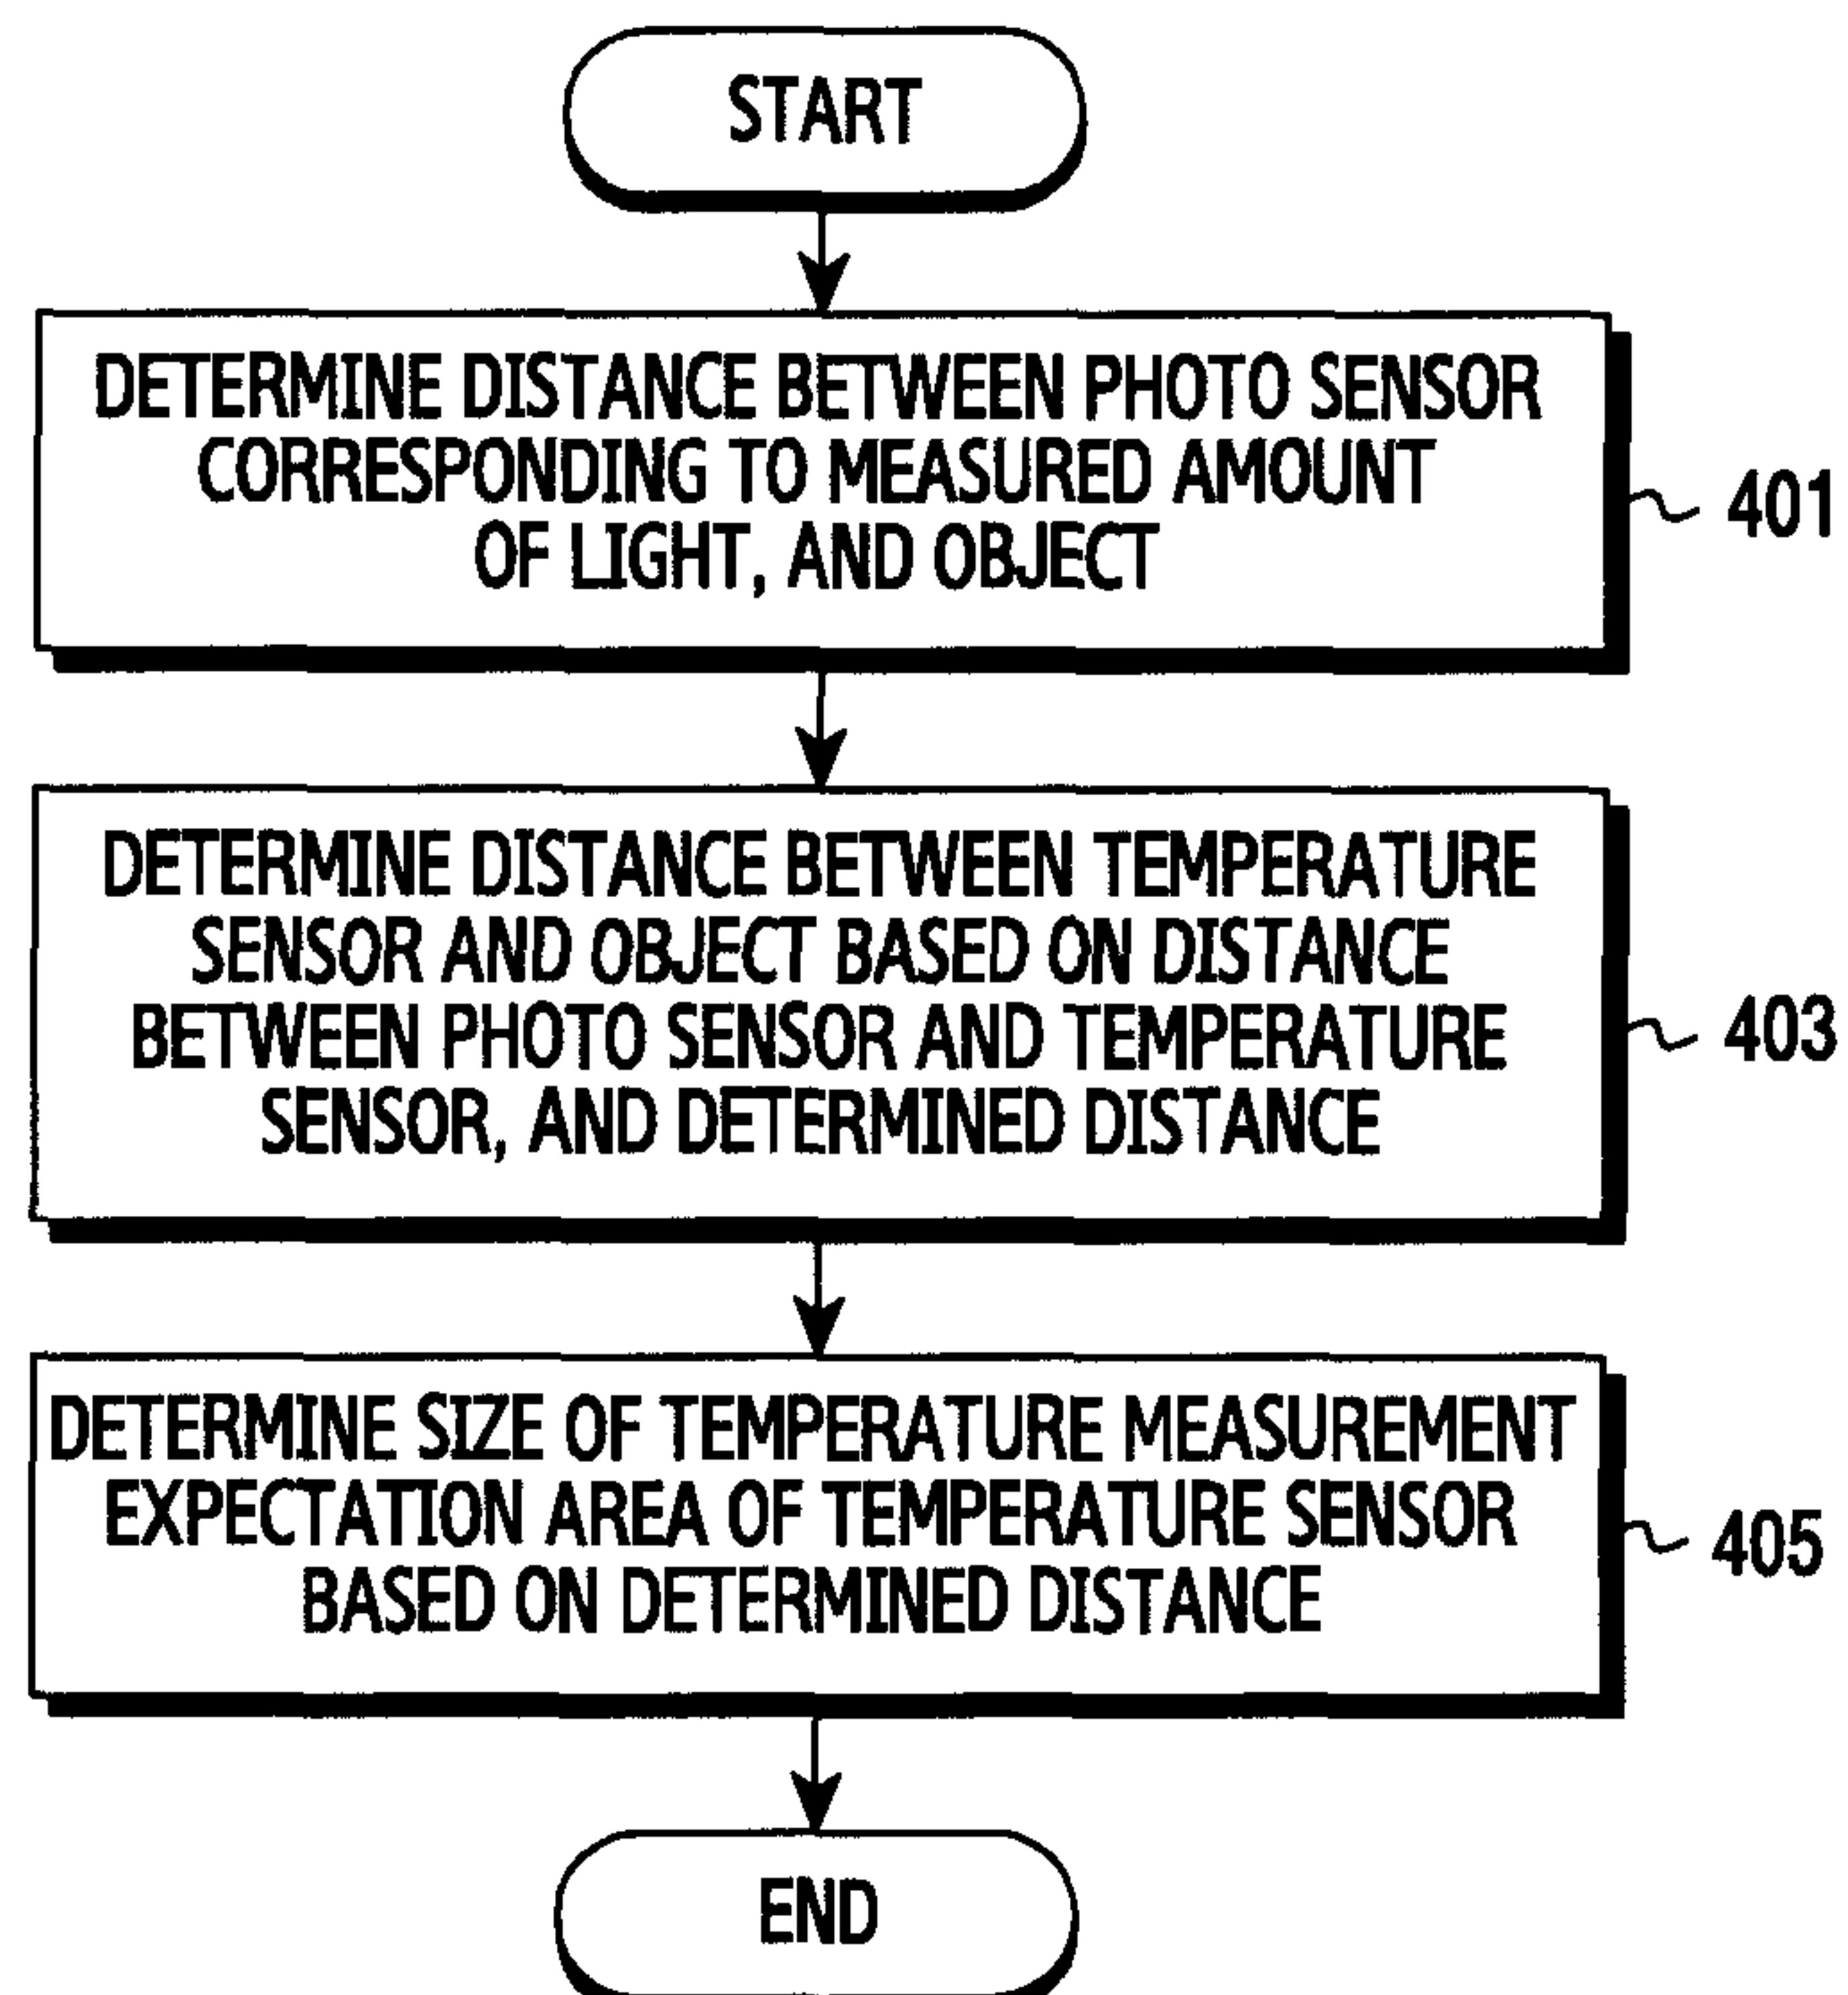 START
DETERMINE DISTANCE BETWEEN PHOTO SENSOR
CORRESPONDING TO MEASURED AMOUNT
OF LIGHT, AND OBJECT
401
DETERMINE DISTANCE BETWEEN TEMPERATURE
SENSOR AND OBJECT BASED ON DISTANCE
BETWEEN PHOTO SENSOR AND TEMPERATURE
SENSOR, AND DETERMINED DISTANCE
403
DETERMINE SIZE OF TEMPERATURE MEASUREMENT
EXPECTATION AREA OF TEMPERATURE SENSOR
BASED ON DETERMINED DISTANCE
405
END